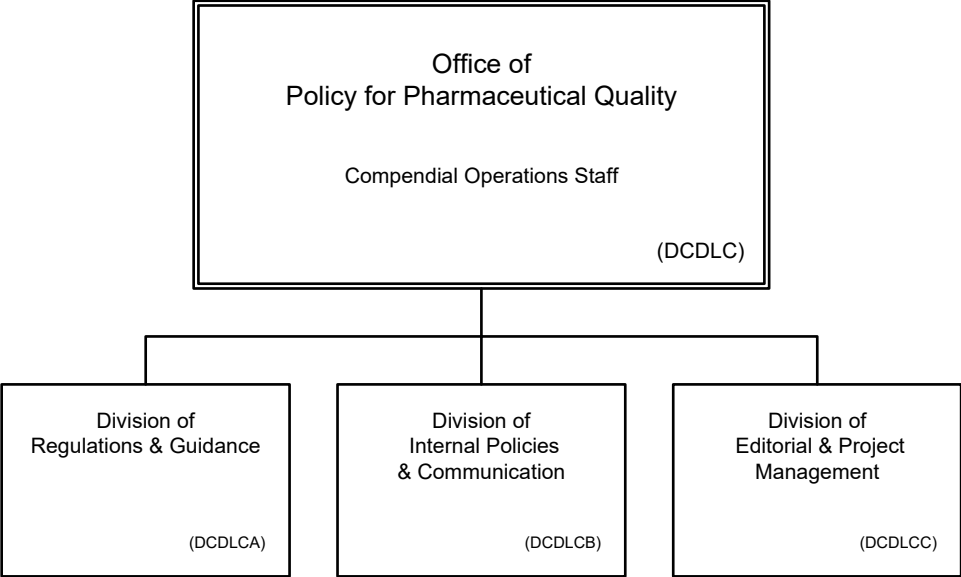 Office of
Policy for Pharmaceutical Quality
Compendial Operations Staff
(DCDLC)
Division of
Regulations & Guidance
(DCDLCA)
Division of
Internal Policies
& Communication
(DCDLCB)
Division of
Editorial & Project
Management
(DCDLCC)